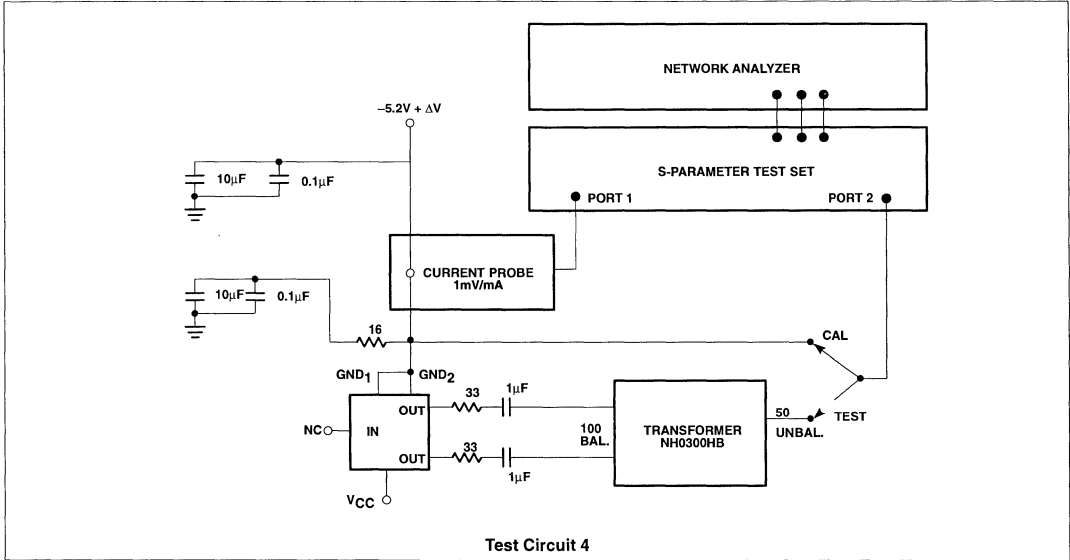 NETWORK ANALYZER
–5.2V + ΔV
S-PARAMETER TEST SET
10μF
0.1μF
PORT 1
PORT 2
CURRENT PROBE
1mV/mA
10μF
0.1μF
16
CAL
GND1
GND2
33
1μF
OUT
50
TEST
NC
IN
100
BAL.
TRANSFORMER
NH0300HB
UNBAL.
33
OUT
1μF
VCC
Test Circuit 4